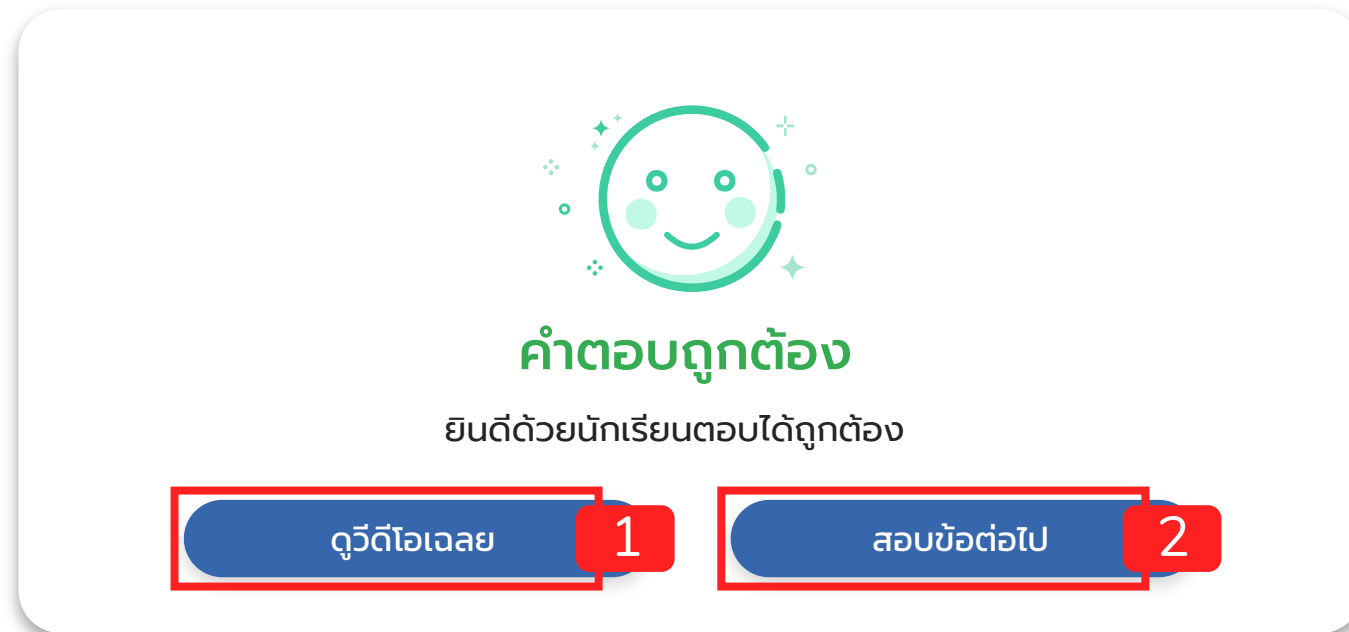 คำตอบถูกต้อง
ยินดีด้วยนักเรียนตอบได้ถูกต้อง
ดูวีดีโอเฉลย 1 สอบข้อต่อไป 2